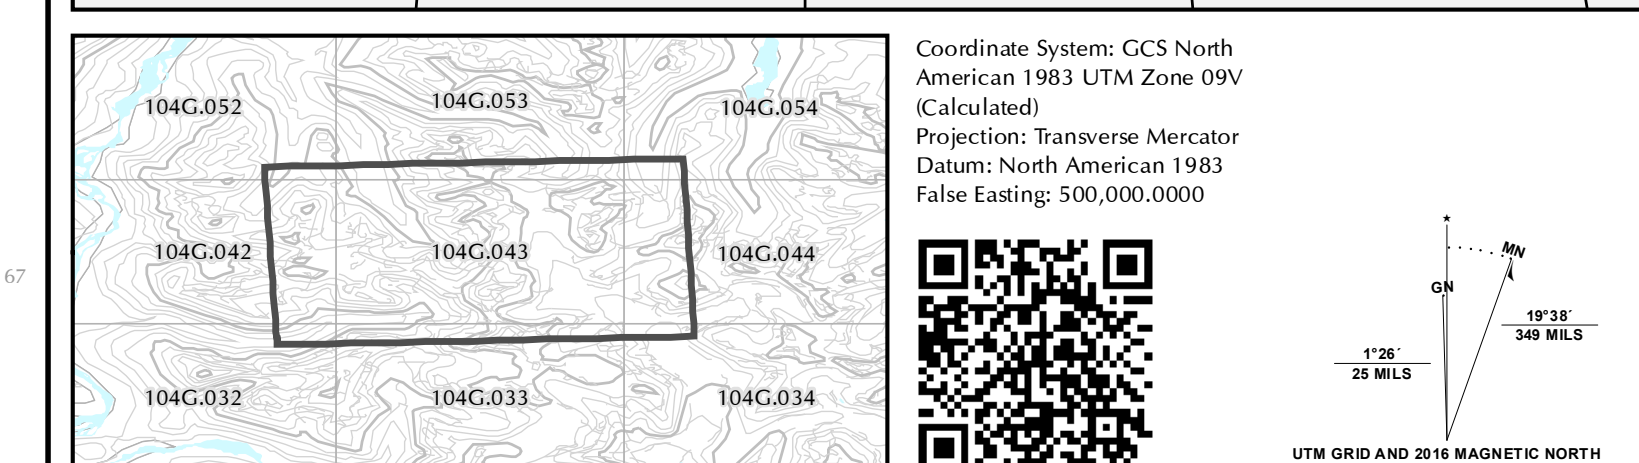 104G.052
104G.053
104G.054
104G.042
104G.043
104G.044
104G.032
104G.033
104G.034
67
Coordinate System: GCS North
American 1983 UTM Zone 09V
(Calculated)
Projection: Transverse Mercator
Datum: North American 1983
False Easting: 500,000.0000
MN
GN
19°38´
349 MILS
1°26´
25 MILS
UTM GRID AND 2016 MAGNETIC NORTH